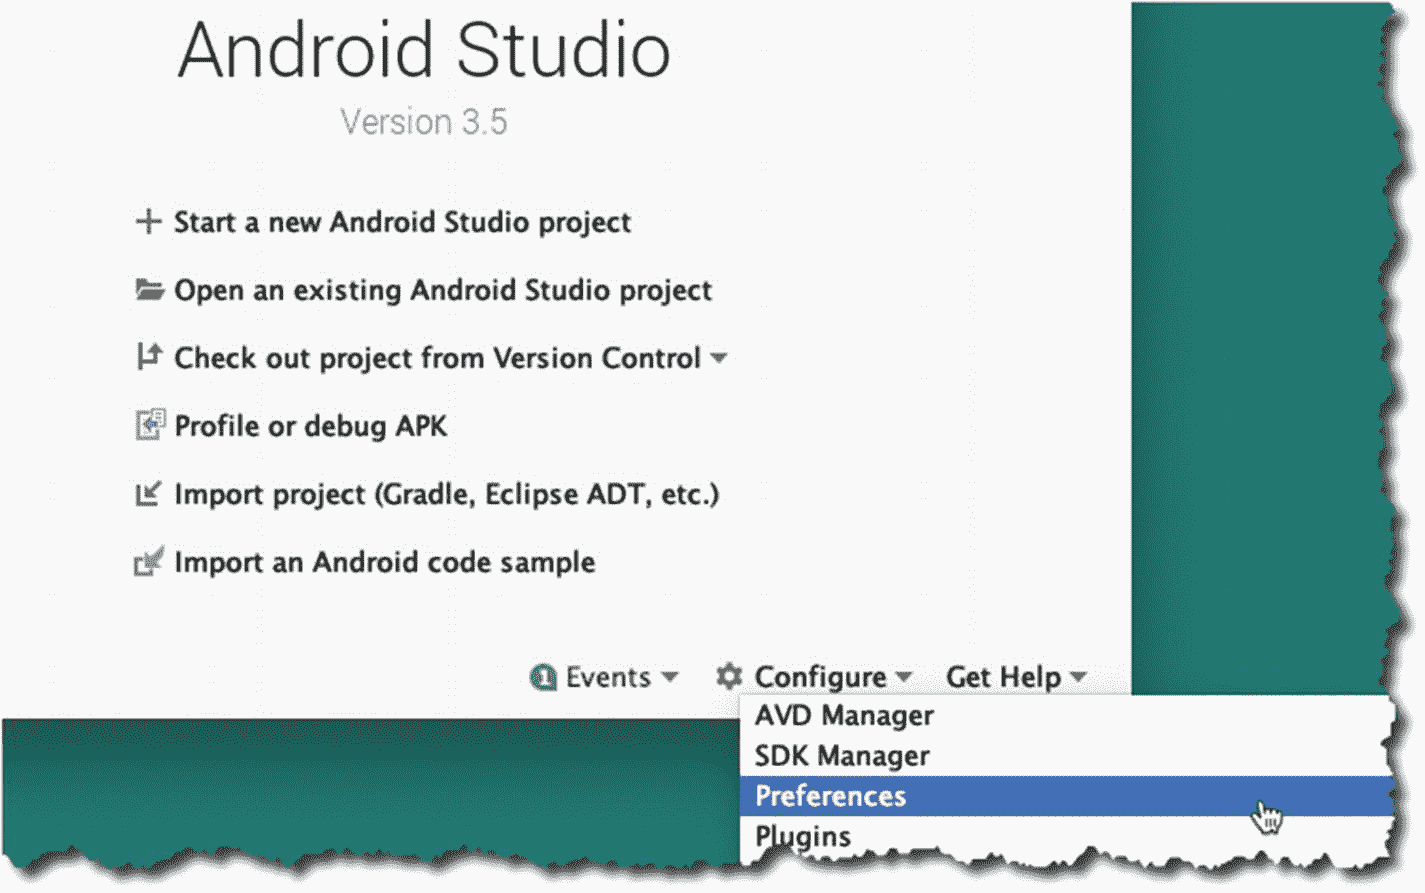 Android Studio
Version 3.5
Start a new Android Studio project
Open an existing Android Studio project
Check out project from Version Control
Profile or debug APK
Import project (Gradle, Eclipse ADT, etc.)
Import an Android code sample
1 Events Configure Get Help
AVD Manager
SDK Manager
Preferences
Plugins